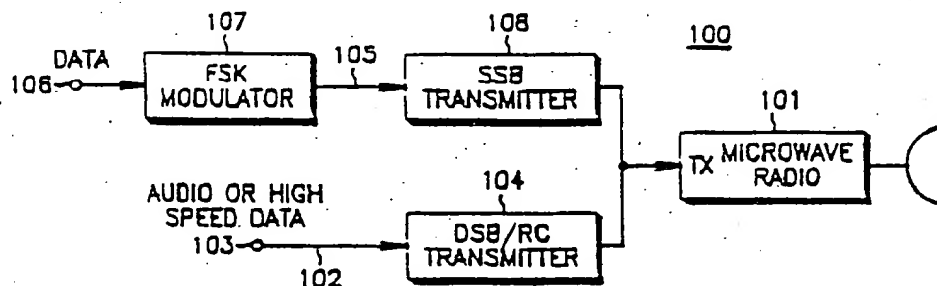 107
DATA
106
FSK
MODULATOR
105
108
SSB
TRANSMITTER
100
101
TX MICROWAVE
RADIO
AUDIO OR HIGH
SPEED DATA
103
102
104
DSB/RC
TRANSMITTER